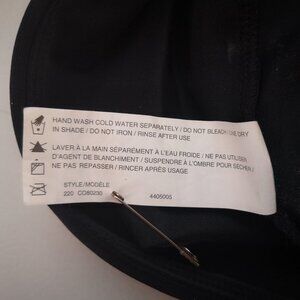 HAND WASH COLD WATER SEPARATELY / DO NOT BLEACH / LINE DRY
IN SHADE / DO NOT IRON / RINSE AFTER USE
LAVER À LA MAIN SÉPARÉMENT À L'EAU FROIDE / NE PAS UTILISER
D'AGENT DE BLANCHIMENT / SUSPENDRE À L'OMBRE POUR SÉCHER /
NE PAS REPASSER / RINCER APRÈS USAGE
STYLE/MODÈLE
220 CO80230 4405005